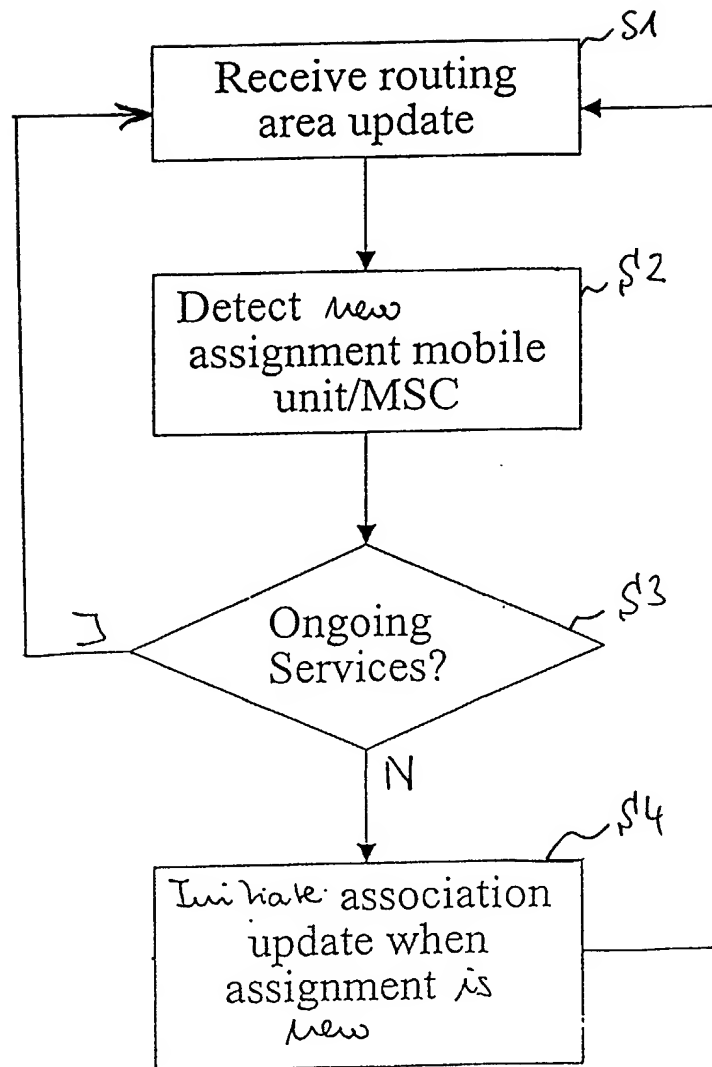 S1
Receive routing
area update
S2
Detect new
assignment mobile
unit/MSC
S3
Ongoing
Services?
J
N
S4
Initiate association
update when
assignment is
new